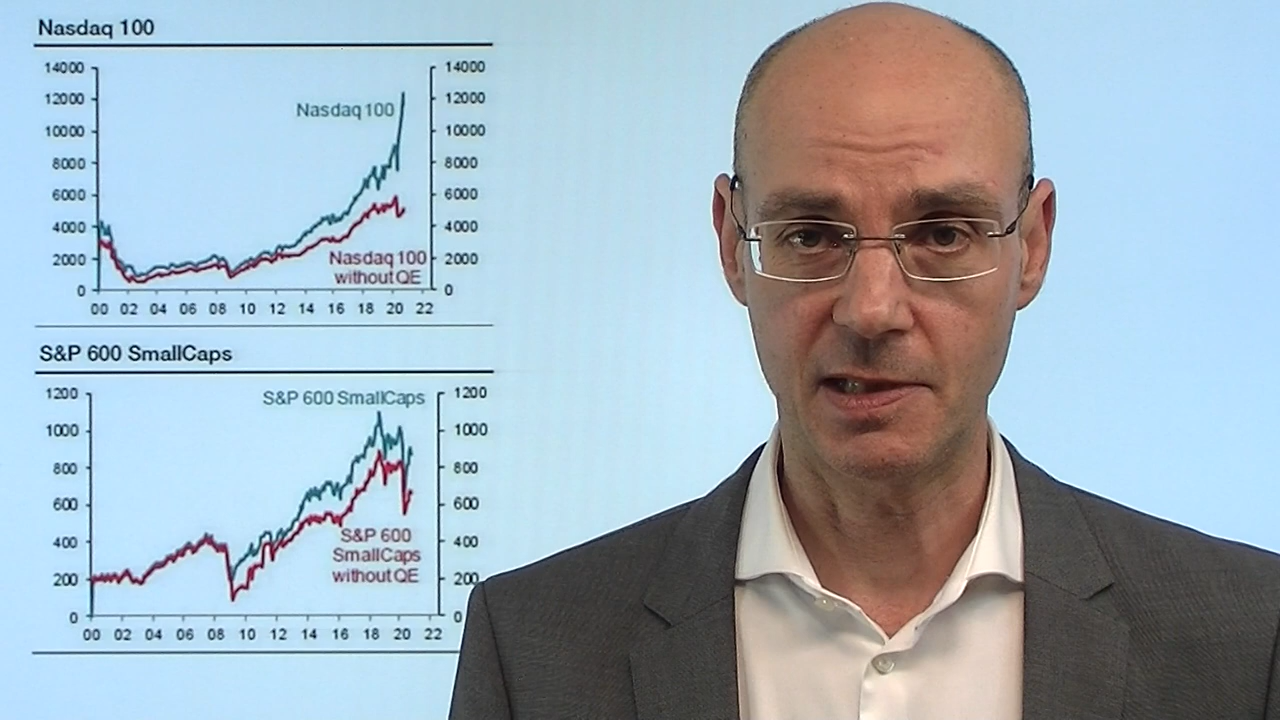 Nasdaq 100
14000 14000
12000 Nasdaq 100 12000
10000 10000
8000 8000
6000 6000
4000 4000
2000 Nasdaq 100 2000
without QE
0 0
00 02 04 06 08 10 12 14 16 18 20 22
S&P 600 SmallCaps
1200 S&P 600 SmallCaps 1200
1000 1000
800 800
600 600
400 S&P 600 400
SmallCaps
200 without QE 200
0 0
00 02 04 06 08 10 12 14 16 18 20 22